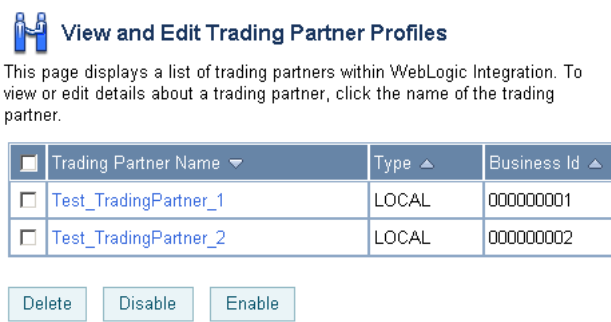 View and Edit Trading Partner Profiles
This page displays a list of trading partners within WebLogic Integration. To
view or edit details about a trading partner, click the name of the trading
partner.
Trading Partner Name Type Business Id
Test_TradingPartner_1 LOCAL 000000001
Test_TradingPartner_2 LOCAL 000000002
Delete Disable Enable